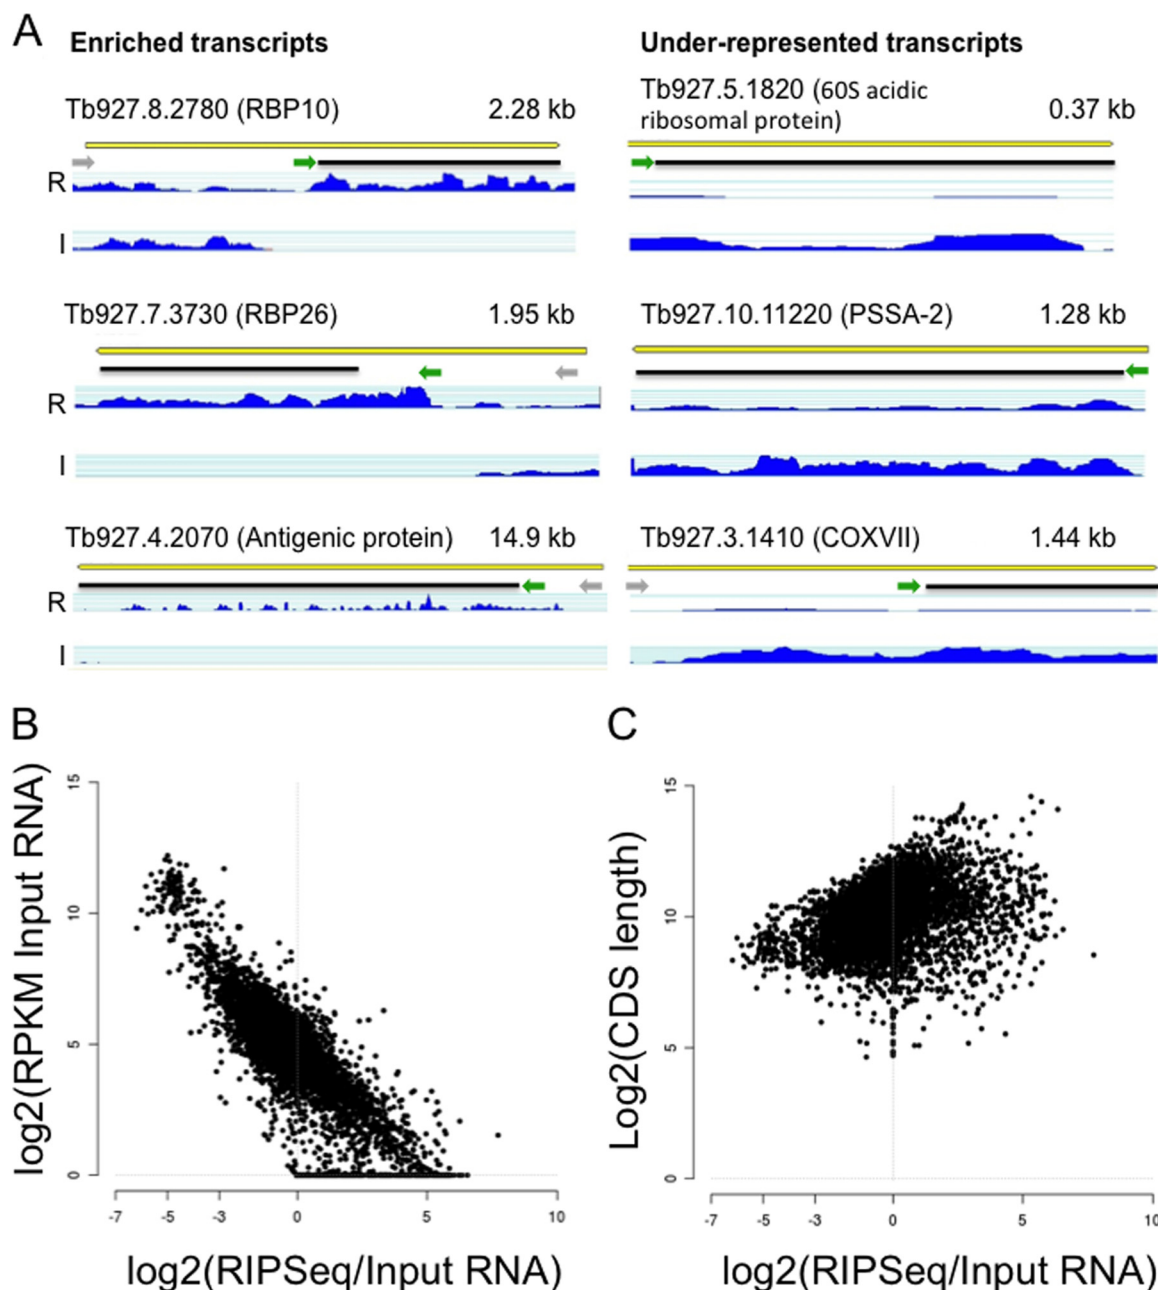 A
Enriched transcripts
Under-represented transcripts
Tb927.8.2780 (RBP10) 2.28 kb
R
I
Tb927.5.1820 (60S acidic
ribosomal protein) 0.37 kb
Tb927.7.3730 (RBP26) 1.95 kb
R
I
Tb927.10.11220 (PSSA-2) 1.28 kb
Tb927.4.2070 (Antigenic protein) 14.9 kb
R
I
Tb927.3.1410 (COXVII) 1.44 kb
B
log2(RPKM Input RNA)
15
10
5
0
-7 -5 -3 0 5 10
log2(RIPSeq/Input RNA)
C
Log2(CDS length)
15
10
5
0
-7 -5 -3 0 5 10
log2(RIPSeq/Input RNA)